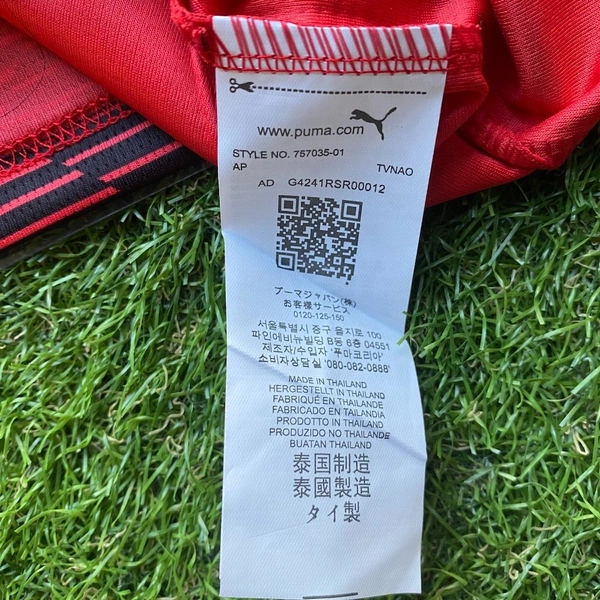 www.puma.com
STYLE NO. 757035-01
AP TVNAO
AD G4241RSR00012
プーマジャパン(株)
お客様サービス
0120-125-150
서울특별시 중구 을지로 100
파인에비뉴빌딩 B동 6층 04551
제조자/수입자 '푸마코리아'
소비자상담실 '080-082-0888'
MADE IN THAILAND
HERGESTELLT IN THAILAND
FABRIQUÉ EN THAILANDE
FABRICADO EN TAILANDIA
PRODOTTO IN THAILAND
PRODUZIDO NO THAILANDE
BUATAN THAILAND
泰国制造
泰國製造
タイ製